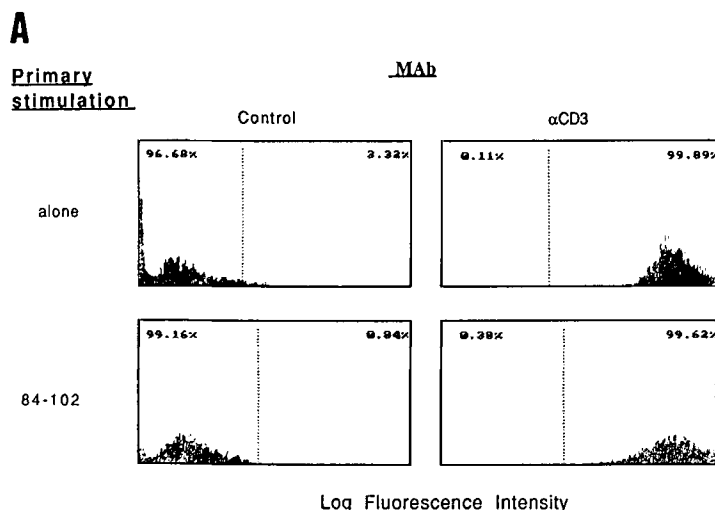 A
Primary
stimulation
MAb
Control
αCD3
96.68%
3.32%
0.11%
99.89%
alone
99.16%
0.84%
0.38%
99.62%
84-102
Log Fluorescence Intensity